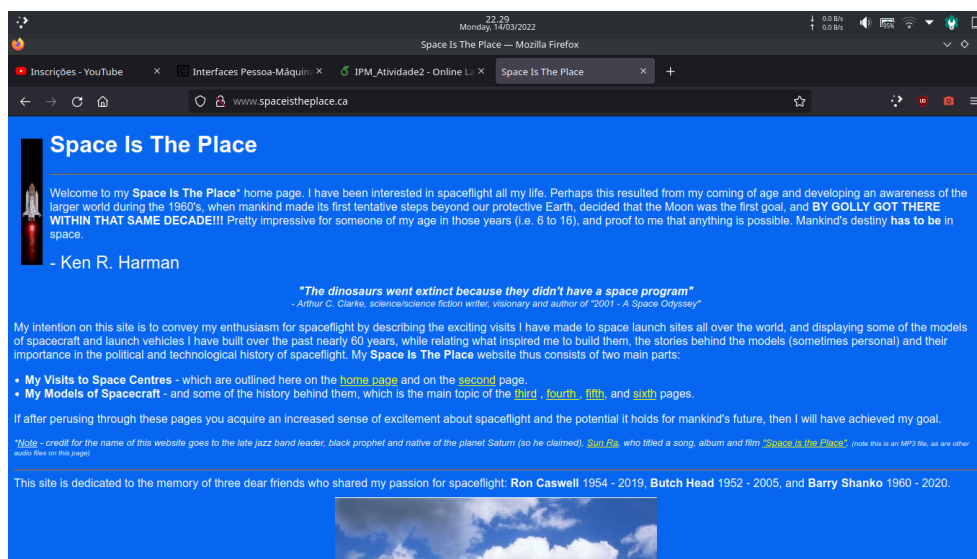 22.29
Monday, 14/03/2022
↓ 0.0 B/s
↑ 0.0 B/s
95%
Space Is The Place — Mozilla Firefox
Inscrições - YouTube
Interfaces Pessoa-Máquina
IPM_Atividade2 - Online La
Space Is The Place
www.spaceistheplace.ca
Space Is The Place
Welcome to my Space Is The Place* home page. I have been interested in spaceflight all my life. Perhaps this resulted from my coming of age and developing an awareness of the
larger world during the 1960's, when mankind made its first tentative steps beyond our protective Earth, decided that the Moon was the first goal, and BY GOLLY GOT THERE
WITHIN THAT SAME DECADE!!! Pretty impressive for someone of my age in those years (i.e. 6 to 16), and proof to me that anything is possible. Mankind's destiny has to be in
space.
- Ken R. Harman
"The dinosaurs went extinct because they didn't have a space program"
- Arthur C. Clarke, science/science fiction writer, visionary and author of "2001 - A Space Odyssey"
My intention on this site is to convey my enthusiasm for spaceflight by describing the exciting visits I have made to space launch sites all over the world, and displaying some of the models
of spacecraft and launch vehicles I have built over the past nearly 60 years, while relating what inspired me to build them, the stories behind the models (sometimes personal) and their
importance in the political and technological history of spaceflight. My Space Is The Place website thus consists of two main parts:
• My Visits to Space Centres - which are outlined here on the home page and on the second page.
• My Models of Spacecraft - and some of the history behind them, which is the main topic of the third , fourth , fifth, and sixth pages.
If after perusing through these pages you acquire an increased sense of excitement about spaceflight and the potential it holds for mankind's future, then I will have achieved my goal.
*Note - credit for the name of this website goes to the late jazz band leader, black prophet and native of the planet Saturn (so he claimed), Sun Ra, who titled a song, album and film "Space is the Place". (note this is an MP3 file, as are other
audio files on this page)
This site is dedicated to the memory of three dear friends who shared my passion for spaceflight: Ron Caswell 1954 - 2019, Butch Head 1952 - 2005, and Barry Shanko 1960 - 2020.